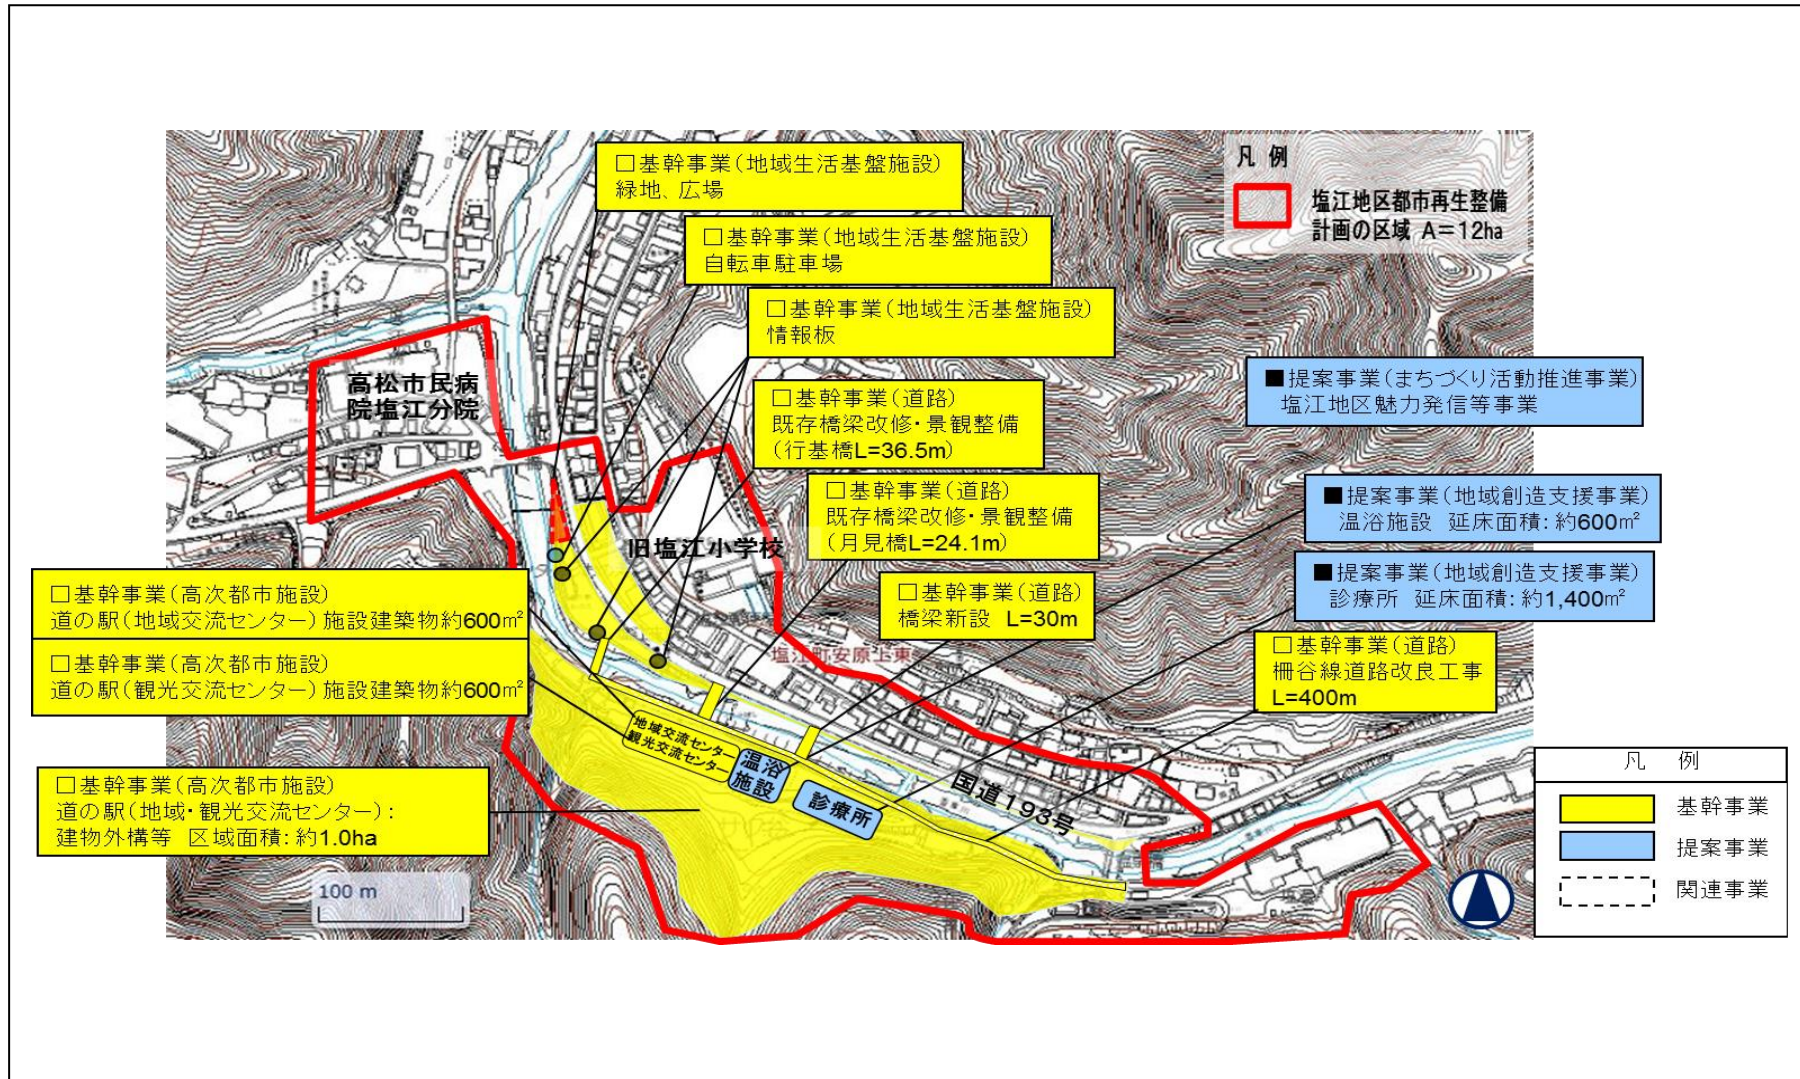 □基幹事業(地域生活基盤施設)
緑地、広場
□基幹事業(地域生活基盤施設)
自転車駐車場
□基幹事業(地域生活基盤施設)
情報板
□基幹事業(道路)
既存橋梁改修・景観整備
(行基橋L=36.5m)
□基幹事業(道路)
既存橋梁改修・景観整備
(月見橋L=24.1m)
□基幹事業(道路)
橋梁新設 L=30m
凡 例
塩江地区都市再生整備
計画の区域 A=12ha
■提案事業(まちづくり活動推進事業)
塩江地区魅力発信等事業
■提案事業(地域創造支援事業)
温浴施設 延床面積:約600㎡
■提案事業(地域創造支援事業)
診療所 延床面積:約1,400㎡
□基幹事業(道路)
柵谷線道路改良工事
L=400m
高松市民病
院塩江分院
旧塩江小学校
塩江町安原上東
□基幹事業(高次都市施設)
道の駅(地域交流センター)施設建築物約600㎡
□基幹事業(高次都市施設)
道の駅(観光交流センター)施設建築物約600㎡
□基幹事業(高次都市施設)
道の駅(地域・観光交流センター):
建物外構等 区域面積:約1.0ha
地域交流センター
観光交流センター
温浴
施設
診療所
国道193号
100 m
凡 例
基幹事業
提案事業
関連事業